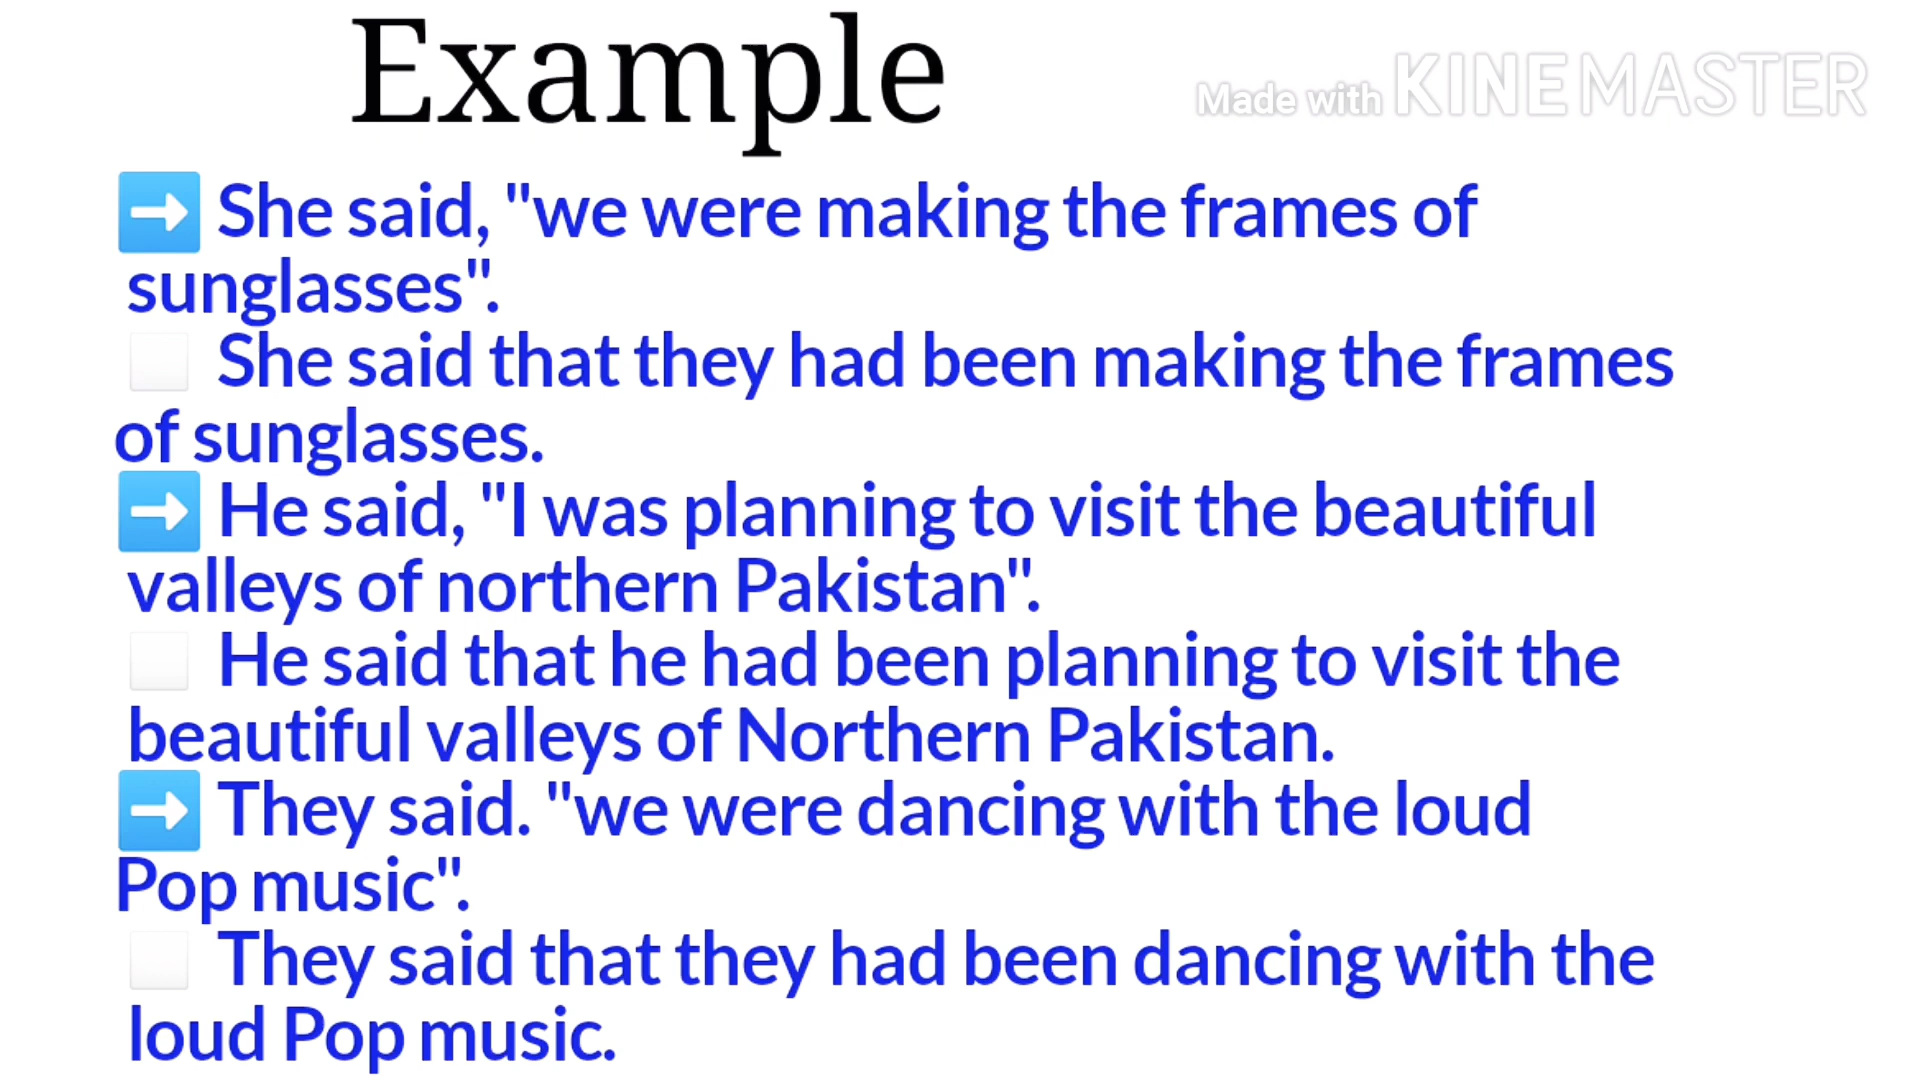 Example
Made with KINEMASTER
➡️ She said, "we were making the frames of
sunglasses".
◻️ She said that they had been making the frames
of sunglasses.
➡️ He said, "I was planning to visit the beautiful
valleys of northern Pakistan".
◻️ He said that he had been planning to visit the
beautiful valleys of Northern Pakistan.
➡️ They said. "we were dancing with the loud
Pop music".
◻️ They said that they had been dancing with the
loud Pop music.